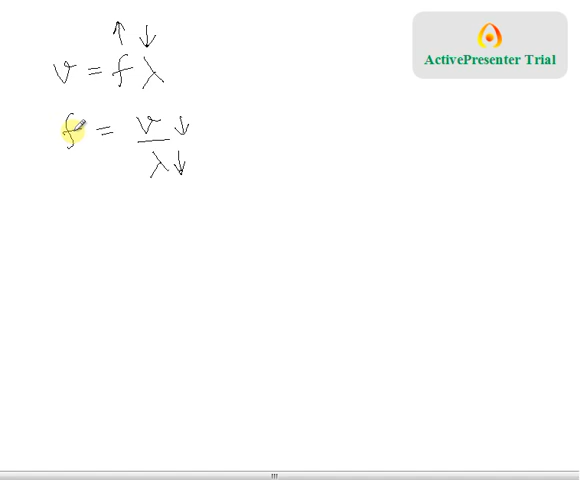 ↑ ↓
v = f λ
f = v ↓ / λ ↓
ActivePresenter Trial